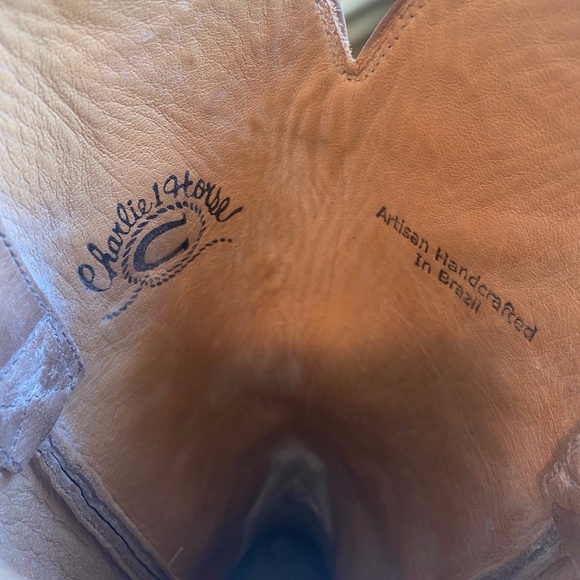 Charlie 1 Horse
C
Artisan Handcrafted
In Brazil